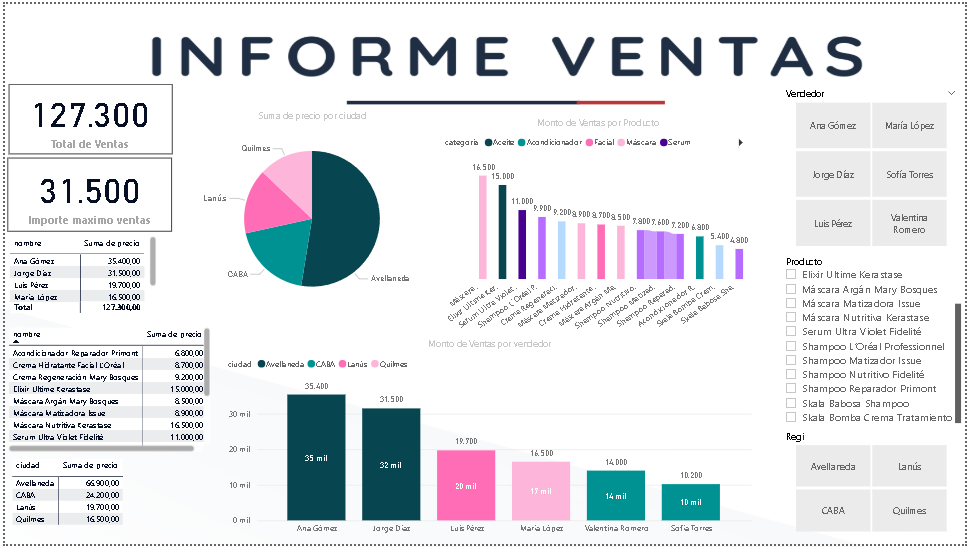 INFORME VENTAS
127.300
Total de Ventas
31.500
Importe maximo ventas
nombre Suma de precio
Ana Gómez 35.400,00
Jorge Díaz 31.500,00
Luis Pérez 19.700,00
María López 16.500,00
Total 127.300,00
nombre Suma de precio
Acondicionador Reparador Primont 6.800,00
Crema Hidratante Facial L'Oréal 8.700,00
Crema Regeneración Mary Bosques 9.200,00
Elixir Ultime Kerastase 15.000,00
Máscara Argán Mary Bosques 8.500,00
Máscara Matizadora Issue 8.900,00
Máscara Nutritiva Kerastase 16.500,00
Serum Ultra Violet Fidelité 11.000,00
ciudad Suma de precio
Avellaneda 66.900,00
CABA 24.200,00
Lanús 19.700,00
Quilmes 16.500,00
Suma de precio por ciudad
Quilmes
Lanús
CABA
Avellaneda
Monto de Ventas por Producto
categoria Aceite Acondicionador Facial Máscara Serum
16.500
15.000
11.000
9.900
9.200
8.900
8.700
8.500
7.800
7.600
7.200
6.800
5.400
4.800
Máscara...
Elixir Ultime Ker...
Serum Ultra Violet...
Shampoo L'Oréal P...
Crema Regeneraci...
Máscara Matizador...
Crema Hidratante...
Máscara Argán Ma...
Shampoo Nutritivo...
Shampoo Matizad...
Shampoo Reparad...
Acondicionador R...
Skala Bomba Crem...
Skala Babosa Sha...
Monto de Ventas por verdedor
ciudad Avellaneda CABA Lanús Quilmes
30 mil
20 mil
10 mil
0 mil
35.400
35 mil
31.500
32 mil
19.700
20 mil
16.500
17 mil
14.000
14 mil
10.200
10 mil
Ana Gómez Jorge Díaz Luis Pérez María López Valentina Romero Sofía Torres
Verdedor
Ana Gómez María López
Jorge Díaz Sofía Torres
Luis Pérez Valentina
Romero
Producto
Elixir Ultime Kerastase
Máscara Argán Mary Bosques
Máscara Matizadora Issue
Máscara Nutritiva Kerastase
Serum Ultra Violet Fidelité
Shampoo L'Oréal Professionnel
Shampoo Matizador Issue
Shampoo Nutritivo Fidelité
Shampoo Reparador Primont
Skala Babosa Shampoo
Skala Bomba Crema Tratamiento
Regi
Avellaneda Lanús
CABA Quilmes